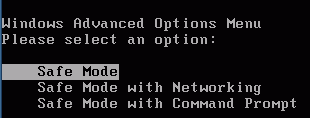 Windows Advanced Options Menu
Please select an option:
Safe Mode
Safe Mode with Networking
Safe Mode with Command Prompt